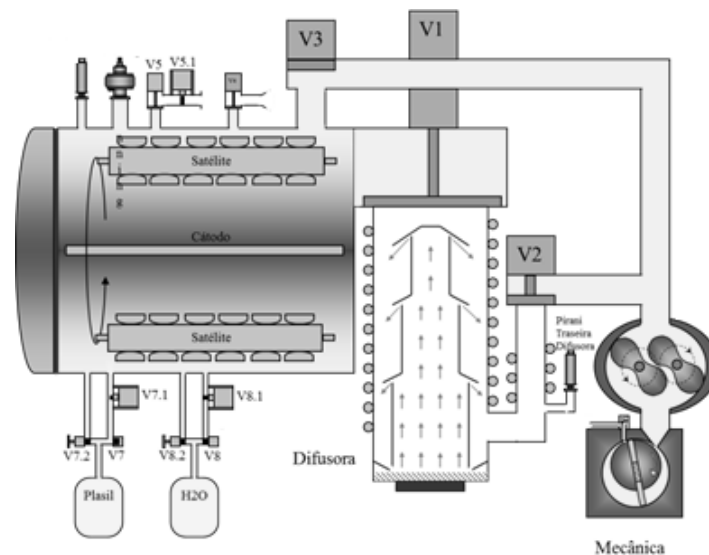 V3
V1
V5
V5.1
Satélite
Cátodo
V2
Satélite
Pirani
Traseira
Difusora
V7.1
V8.1
V7.2
V7
V8.2
V8
Difusora
Plasil
H2O
Mecânica